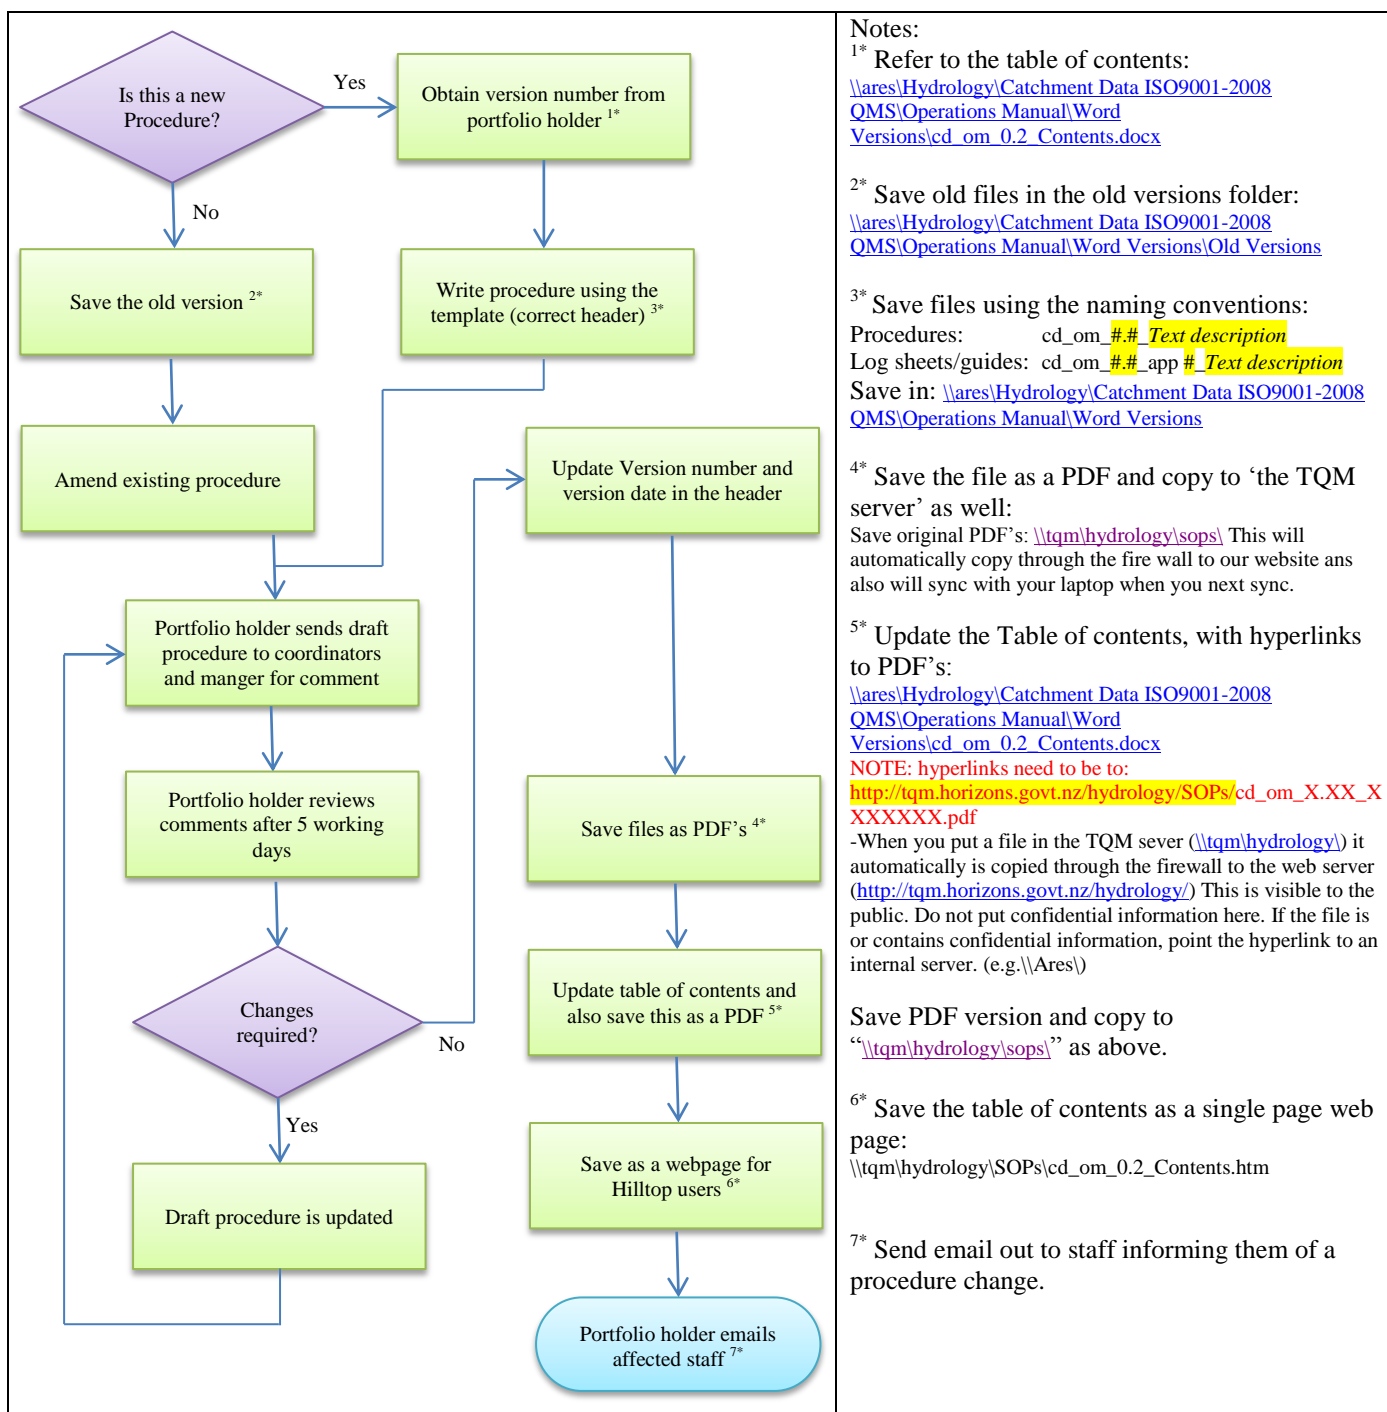 Is this a new
Procedure?
Yes
Obtain version number from
portfolio holder 1*
No
Save the old version 2*
Write procedure using the
template (correct header) 3*
Amend existing procedure
Update Version number and
version date in the header
Portfolio holder sends draft
procedure to coordinators
and manger for comment
Portfolio holder reviews
comments after 5 working
days
Save files as PDF's 4*
Changes
required?
No
Update table of contents and
also save this as a PDF 5*
Yes
Draft procedure is updated
Save as a webpage for
Hilltop users 6*
Portfolio holder emails
affected staff 7*
Notes:
1* Refer to the table of contents:
\\ares\Hydrology\Catchment Data ISO9001-2008
QMS\Operations Manual\Word
Versions\cd_om_0.2_Contents.docx
2* Save old files in the old versions folder:
\\ares\Hydrology\Catchment Data ISO9001-2008
QMS\Operations Manual\Word Versions\Old Versions
3* Save files using the naming conventions:
Procedures: cd_om_#.#_Text description
Log sheets/guides: cd_om_#.#_app #_Text description
Save in: \\ares\Hydrology\Catchment Data ISO9001-2008
QMS\Operations Manual\Word Versions
4* Save the file as a PDF and copy to ‘the TQM
server’ as well:
Save original PDF’s: \\tqm\hydrology\sops\ This will
automatically copy through the fire wall to our website ans
also will sync with your laptop when you next sync.
5* Update the Table of contents, with hyperlinks
to PDF’s:
\\ares\Hydrology\Catchment Data ISO9001-2008
QMS\Operations Manual\Word
Versions\cd_om_0.2_Contents.docx
NOTE: hyperlinks need to be to:
http://tqm.horizons.govt.nz/hydrology/SOPs/cd_om_X.XX_X
XXXXXX.pdf
-When you put a file in the TQM sever (\\tqm\hydrology\) it
automatically is copied through the firewall to the web server
(http://tqm.horizons.govt.nz/hydrology/) This is visible to the
public. Do not put confidential information here. If the file is
or contains confidential information, point the hyperlink to an
internal server. (e.g.\\Ares\)
Save PDF version and copy to
“\\tqm\hydrology\sops\” as above.
6* Save the table of contents as a single page web
page:
\\tqm\hydrology\SOPs\cd_om_0.2_Contents.htm
7* Send email out to staff informing them of a
procedure change.